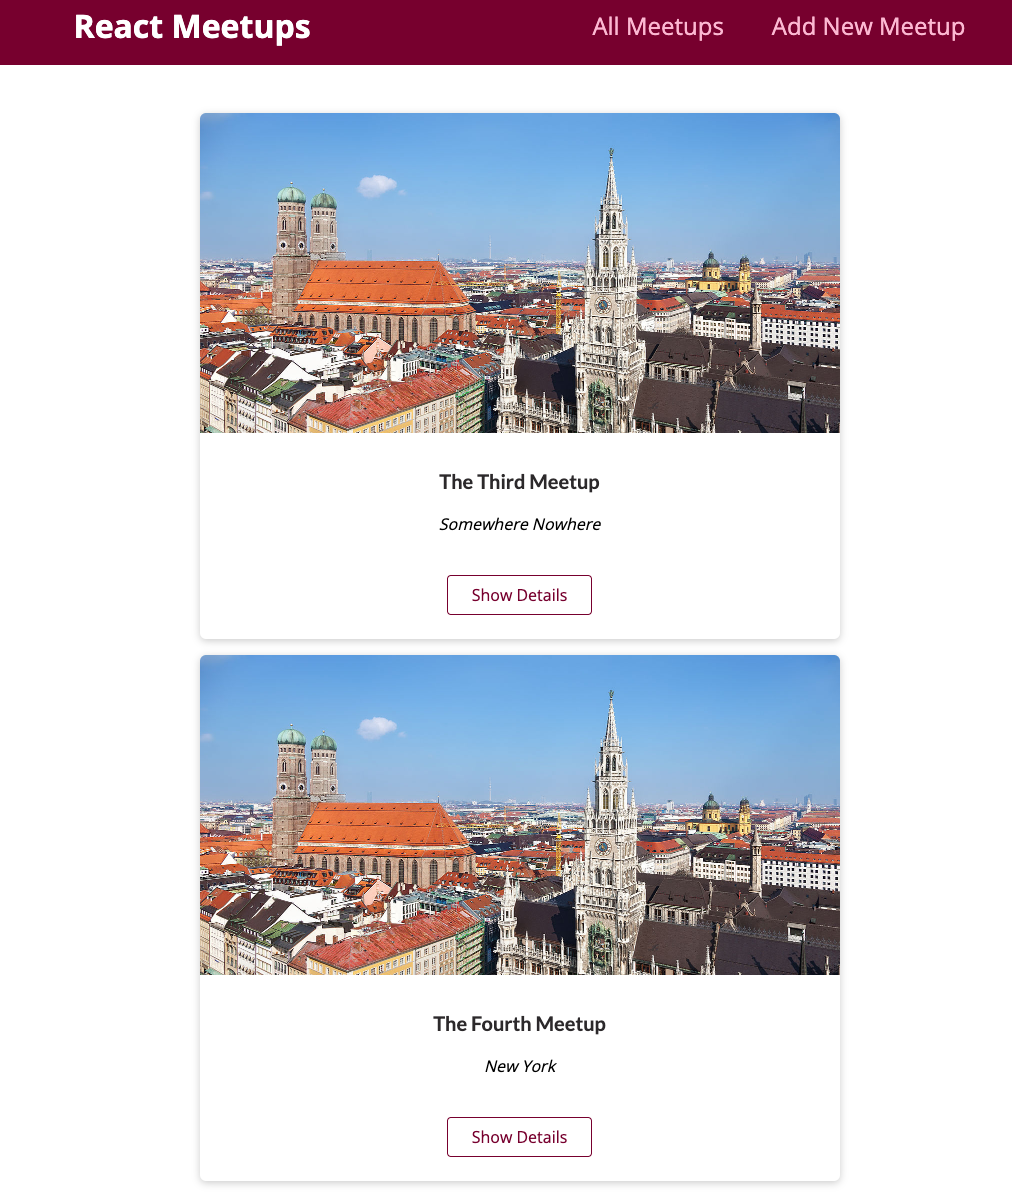 React Meetups
All Meetups
Add New Meetup
The Third Meetup
Somewhere Nowhere
Show Details
The Fourth Meetup
New York
Show Details